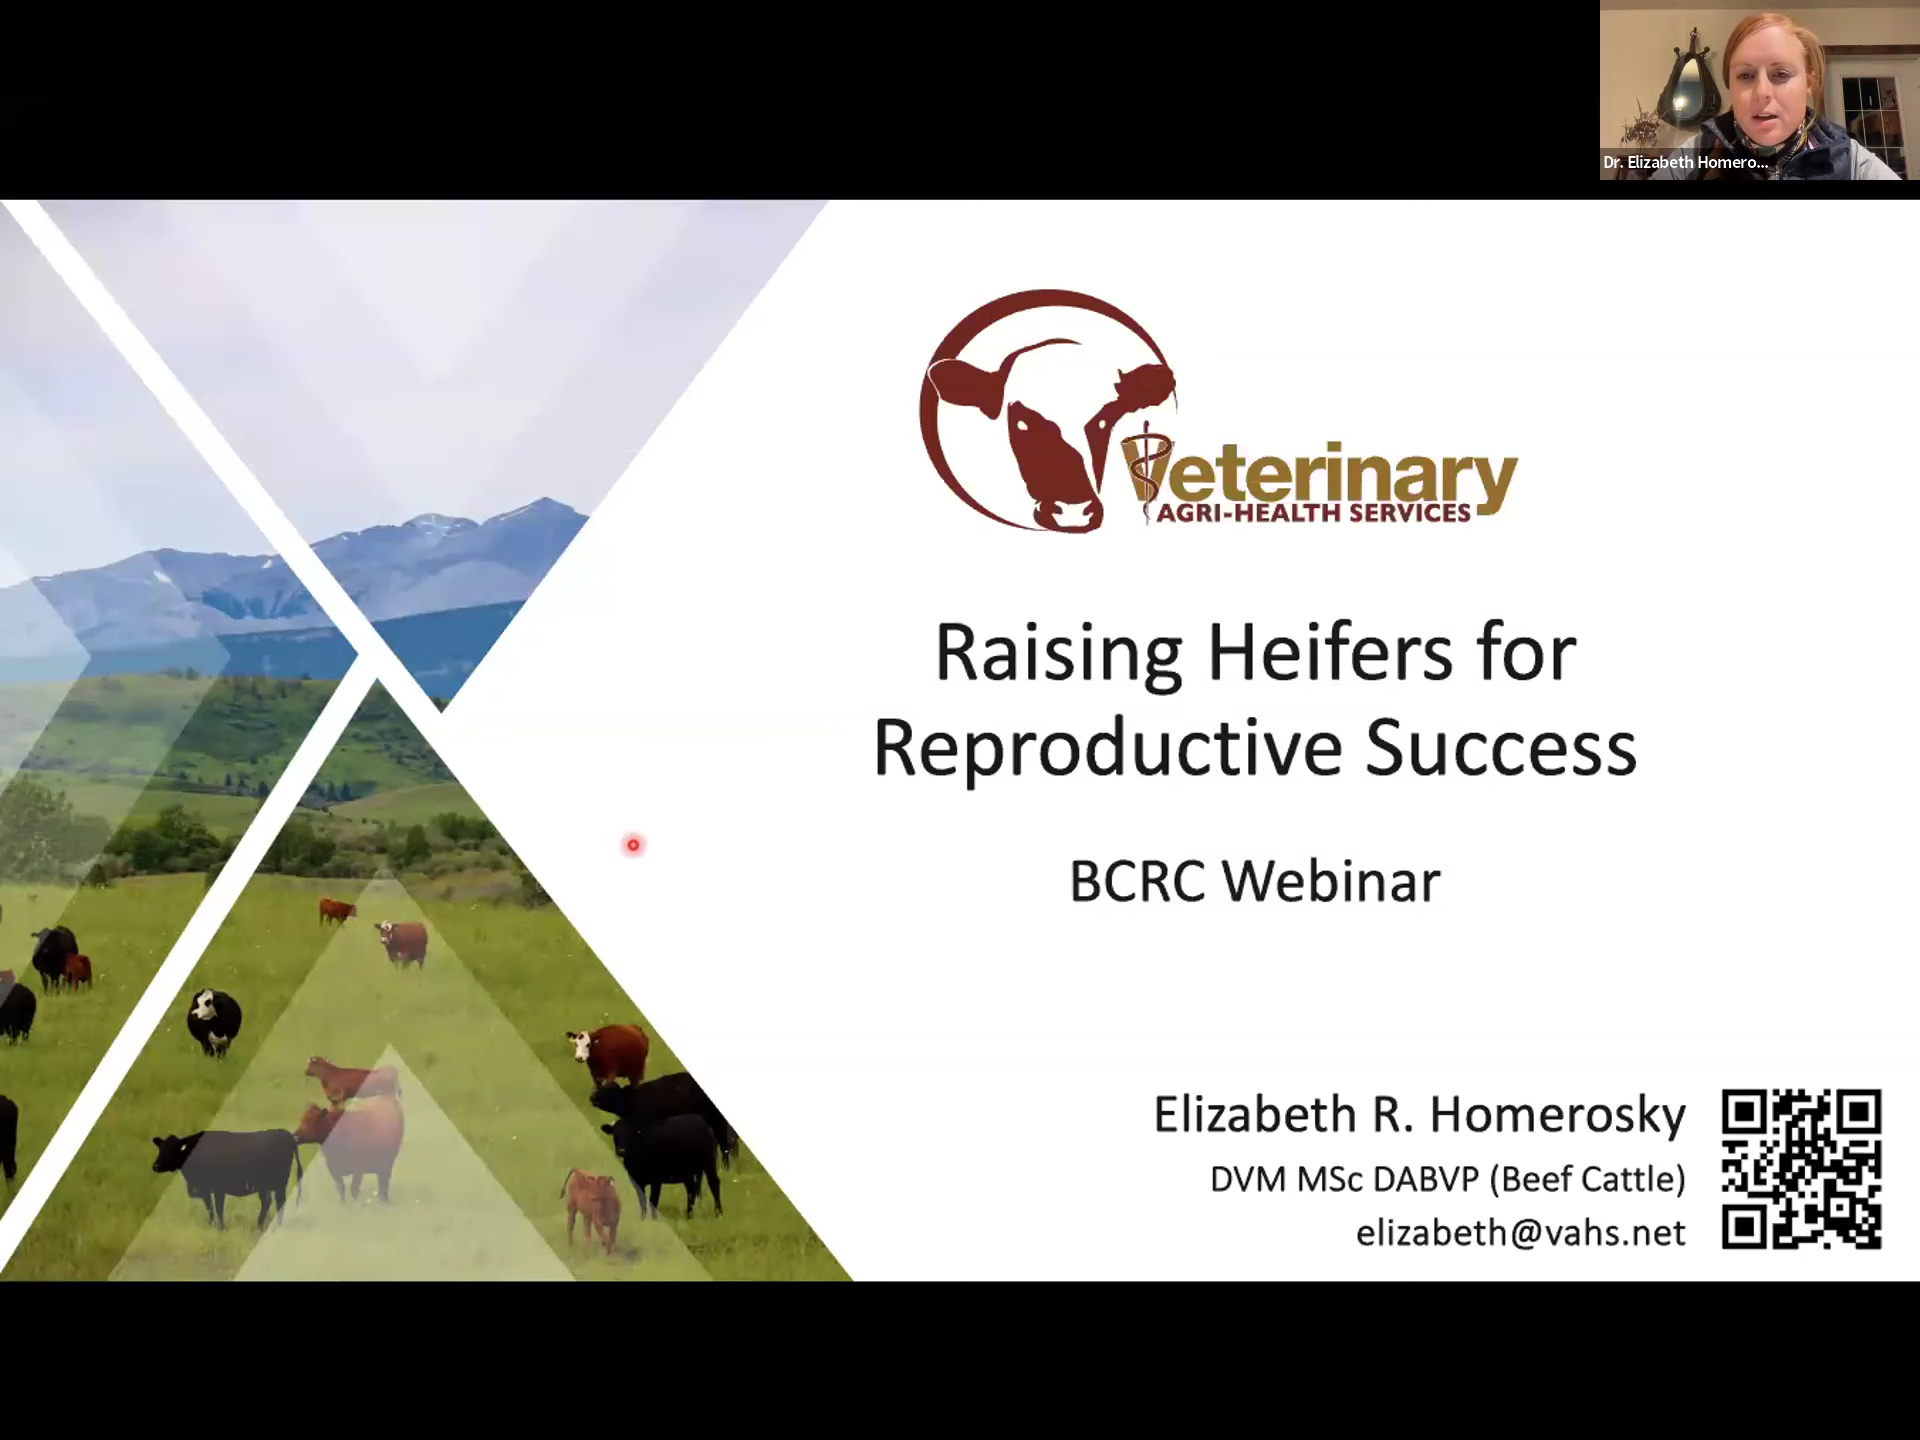 Dr. Elizabeth Homero...
Veterinary
AGRI-HEALTH SERVICES
Raising Heifers for
Reproductive Success
BCRC Webinar
Elizabeth R. Homerosky
DVM MSc DABVP (Beef Cattle)
elizabeth@vahs.net